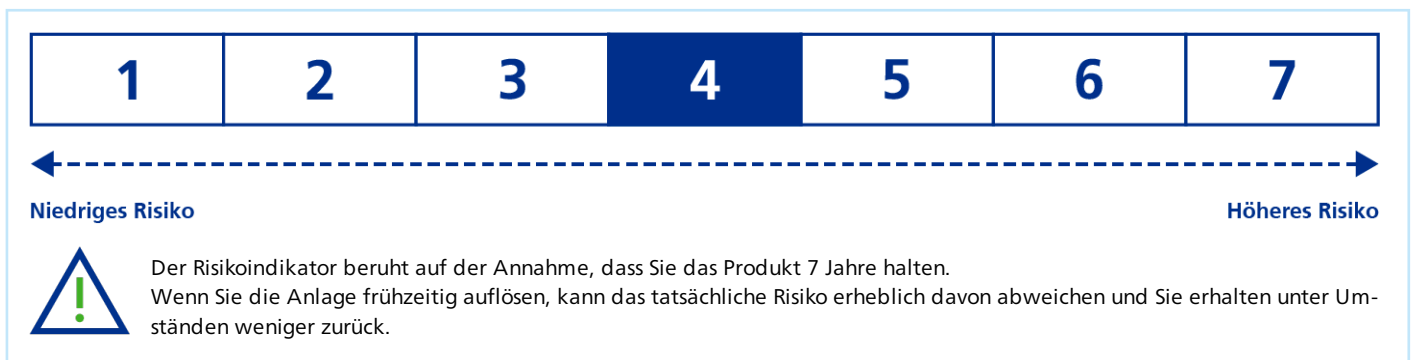 1 2 3 4 5 6 7
Niedriges Risiko Höheres Risiko
Der Risikoindikator beruht auf der Annahme, dass Sie das Produkt 7 Jahre halten.
Wenn Sie die Anlage frühzeitig auflösen, kann das tatsächliche Risiko erheblich davon abweichen und Sie erhalten unter Um-
ständen weniger zurück.